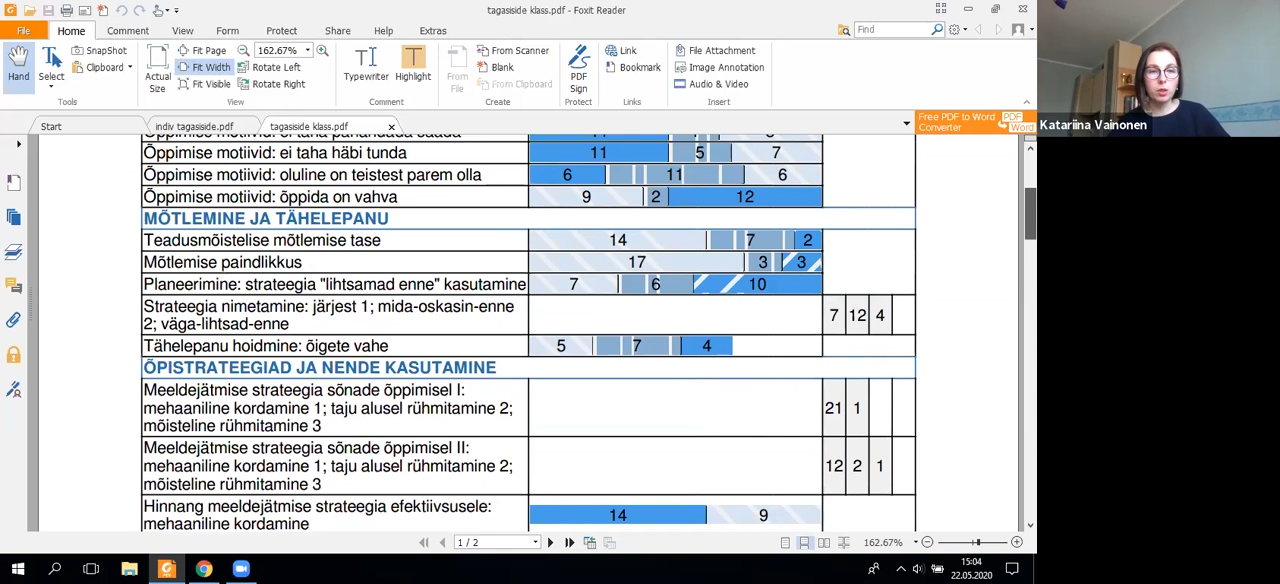 tagasiside klass.pdf - Foxit Reader
File Home Comment View Form Protect Share Help Extras
Find
Hand
Select
SnapShot
Clipboard
Tools
Actual Size
Fit Page
Fit Width
Fit Visible
162.67%
Rotate Left
Rotate Right
View
Typewriter
Highlight
Comment
From File
From Scanner
Blank
From Clipboard
Create
PDF Sign
Protect
Link
Bookmark
Links
File Attachment
Image Annotation
Audio & Video
Insert
Start
indiv tagasiside.pdf
tagasiside klass.pdf
Free PDF to Word
Converter
PDF
Word
Katariina Vainonen
Õppimise motiivid: ei taha häbi tunda 11 5 7
Õppimise motiivid: oluline on teistest parem olla 6 11 6
Õppimise motiivid: õppida on vahva 9 2 12
MÕTLEMINE JA TÄHELEPANU
Teadusmõistelise mõtlemise tase 14 7 2
Mõtlemise paindlikkus 17 3 3
Planeerimine: strateegia "lihtsamad enne" kasutamine 7 6 10
Strateegia nimetamine: järjest 1; mida-oskasin-enne
2; väga-lihtsad-enne
7 12 4
Tähelepanu hoidmine: õigete vahe 5 7 4
ÕPISTRATEEGIAD JA NENDE KASUTAMINE
Meeldejätmise strateegia sõnade õppimisel I:
mehaaniline kordamine 1; taju alusel rühmitamine 2;
mõisteline rühmitamine 3
21 1
Meeldejätmise strateegia sõnade õppimisel II:
mehaaniline kordamine 1; taju alusel rühmitamine 2;
mõisteline rühmitamine 3
12 2 1
Hinnang meeldejätmise strateegia efektiivsusele:
mehaaniline kordamine
14 9
1 / 2
162.67%
15:04
22.05.2020